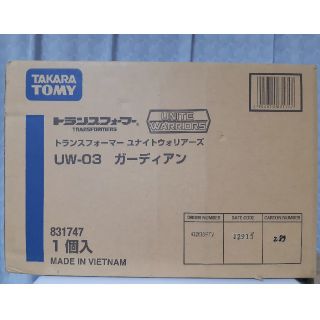 TAKARA
TOMY
トランスフォーマー
TRANSFORMERS
UNITE
WARRIORS
トランスフォーマー ユナイトウォリアーズ
UW-03 ガーディアン
831747
1個入
MADE IN VIETNAM
ORDER NUMBER
DATE CODE
CARTON NUMBER